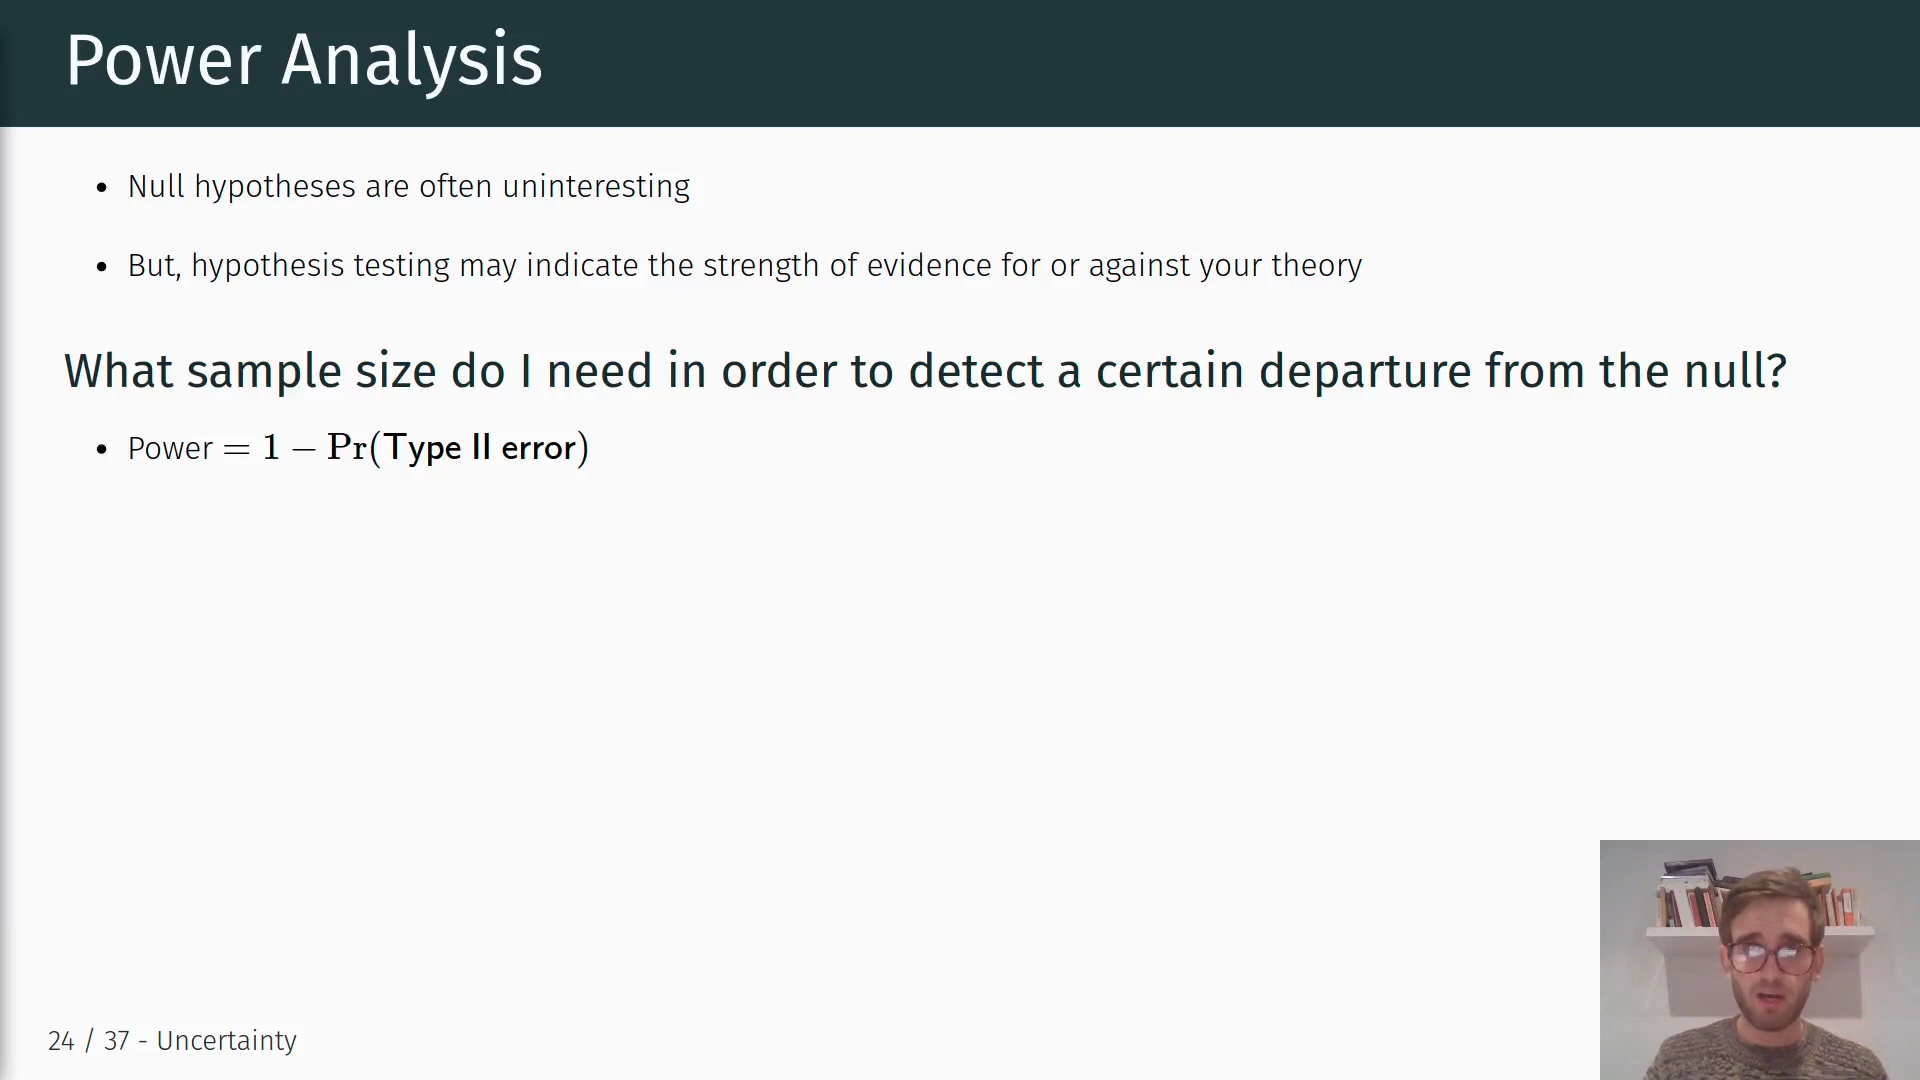 Power Analysis
• Null hypotheses are often uninteresting
• But, hypothesis testing may indicate the strength of evidence for or against your theory
What sample size do I need in order to detect a certain departure from the null?
• Power = 1 − Pr(Type II error)
24 / 37 - Uncertainty